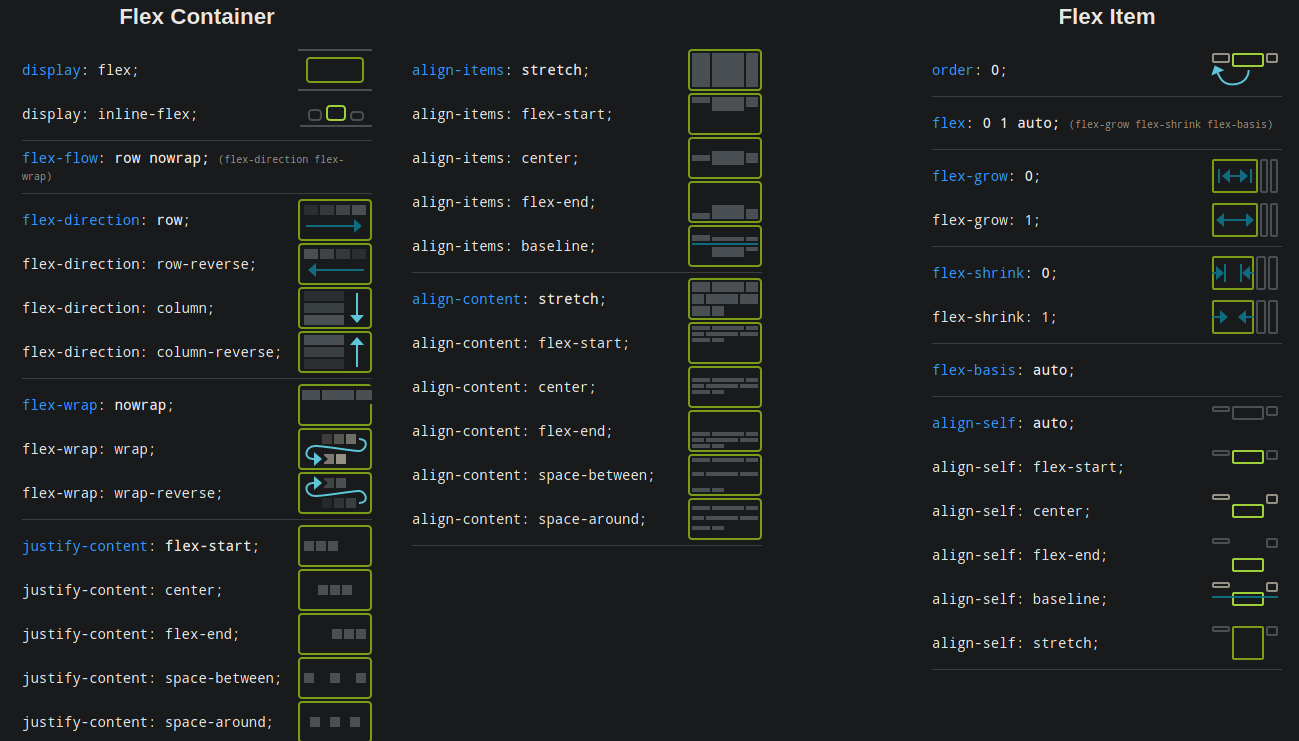 Flex Container
display: flex;
display: inline-flex;
flex-flow: row nowrap; (flex-direction flex-
wrap)
flex-direction: row;
flex-direction: row-reverse;
flex-direction: column;
flex-direction: column-reverse;
flex-wrap: nowrap;
flex-wrap: wrap;
flex-wrap: wrap-reverse;
justify-content: flex-start;
justify-content: center;
justify-content: flex-end;
justify-content: space-between;
justify-content: space-around;
align-items: stretch;
align-items: flex-start;
align-items: center;
align-items: flex-end;
align-items: baseline;
align-content: stretch;
align-content: flex-start;
align-content: center;
align-content: flex-end;
align-content: space-between;
align-content: space-around;
Flex Item
order: 0;
flex: 0 1 auto; (flex-grow flex-shrink flex-basis)
flex-grow: 0;
flex-grow: 1;
flex-shrink: 0;
flex-shrink: 1;
flex-basis: auto;
align-self: auto;
align-self: flex-start;
align-self: center;
align-self: flex-end;
align-self: baseline;
align-self: stretch;